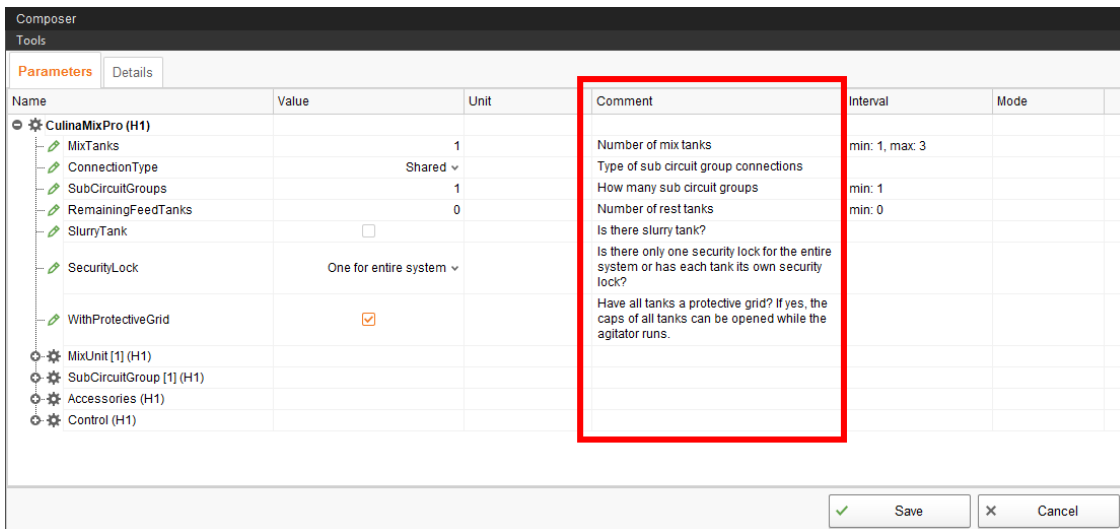 Composer
Tools
Parameters Details
Name Value Unit Comment Interval Mode
CulinaMixPro (H1)
MixTanks 1 Number of mix tanks min: 1, max: 3
ConnectionType Shared Type of sub circuit group connections
SubCircuitGroups 1 How many sub circuit groups min: 1
RemainingFeedTanks 0 Number of rest tanks min: 0
SlurryTank Is there slurry tank?
Is there only one security lock for the entire
SecurityLock One for entire system system or has each tank its own security
lock?
Have all tanks a protective grid? If yes, the
WithProtectiveGrid caps of all tanks can be opened while the
agitator runs.
MixUnit [1] (H1)
SubCircuitGroup [1] (H1)
Accessories (H1)
Control (H1)
Save Cancel